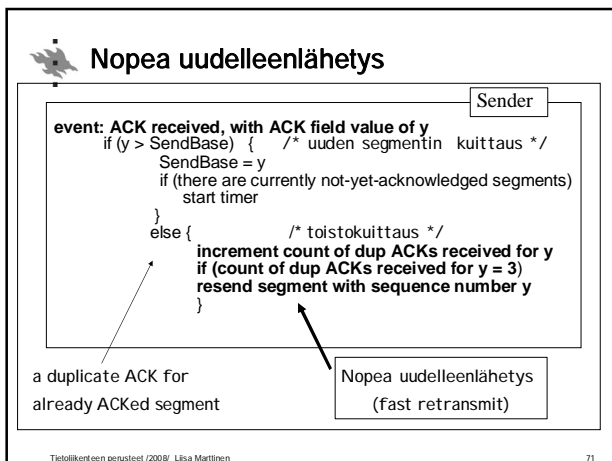 Nopea uudelleenlähetys
Sender
event: ACK received, with ACK field value of y
if (y > SendBase) { /* uuden segmentin kuittaus */
SendBase = y
if (there are currently not-yet-acknowledged segments)
start timer
}
else { /* toistokuittaus */
increment count of dup ACKs received for y
if (count of dup ACKs received for y = 3)
resend segment with sequence number y
}
a duplicate ACK for
already ACKed segment
Nopea uudelleenlähetys
(fast retransmit)
Tietoliikenteen perusteet /2008/ Liisa Marttinen
71